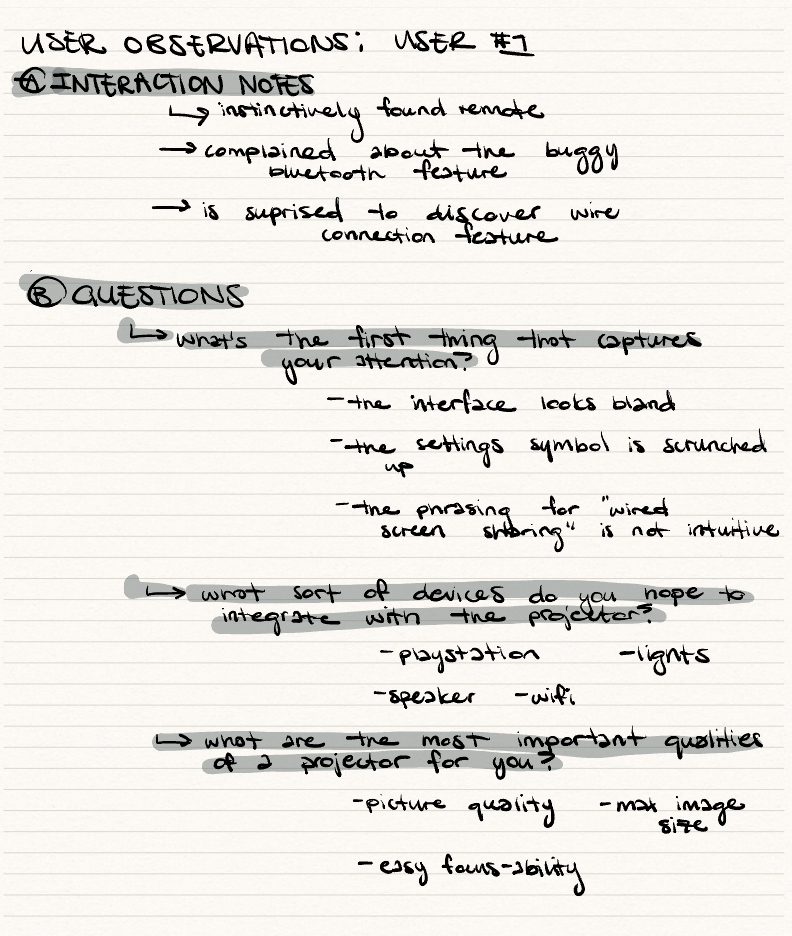 USER OBSERVATIONS: USER #1
A INTERACTION NOTES
↳ instinctively found remote
→ complained about the buggy
bluetooth feature
→ is suprised to discover wire
connection feature
B QUESTIONS
↳ what's the first thing that captures
your attention?
- the interface looks bland
- the settings symbol is scrunched
up
- the phrasing for "wired
screen sharing" is not intuitive
↳ what sort of devices do you hope to
integrate with the projector?
- playstation - lights
- speaker - wifi
↳ what are the most important qualities
of a projector for you?
- picture quality - max image
size
- easy focus-ability